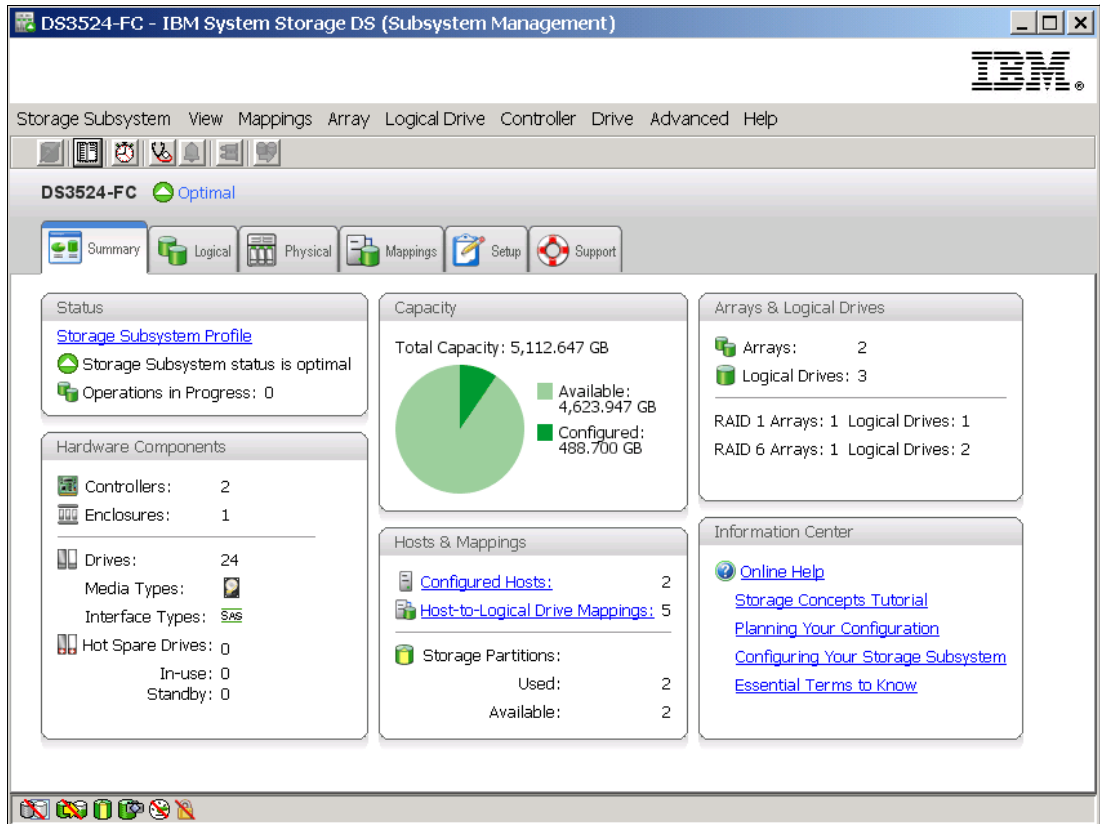 DS3524-FC - IBM System Storage DS (Subsystem Management)
IBM®
Storage Subsystem View Mappings Array Logical Drive Controller Drive Advanced Help
DS3524-FC Optimal
Summary Logical Physical Mappings Setup Support
Status
Storage Subsystem Profile
Storage Subsystem status is optimal
Operations in Progress: 0
Hardware Components
Controllers: 2
Enclosures: 1
Drives: 24
Media Types:
Interface Types: SAS
Hot Spare Drives: 0
In-use: 0
Standby: 0
Capacity
Total Capacity: 5,112.647 GB
Available:
4,623.947 GB
Configured:
488.700 GB
Hosts & Mappings
Configured Hosts: 2
Host-to-Logical Drive Mappings: 5
Storage Partitions:
Used: 2
Available: 2
Arrays & Logical Drives
Arrays: 2
Logical Drives: 3
RAID 1 Arrays: 1 Logical Drives: 1
RAID 6 Arrays: 1 Logical Drives: 2
Information Center
Online Help
Storage Concepts Tutorial
Planning Your Configuration
Configuring Your Storage Subsystem
Essential Terms to Know